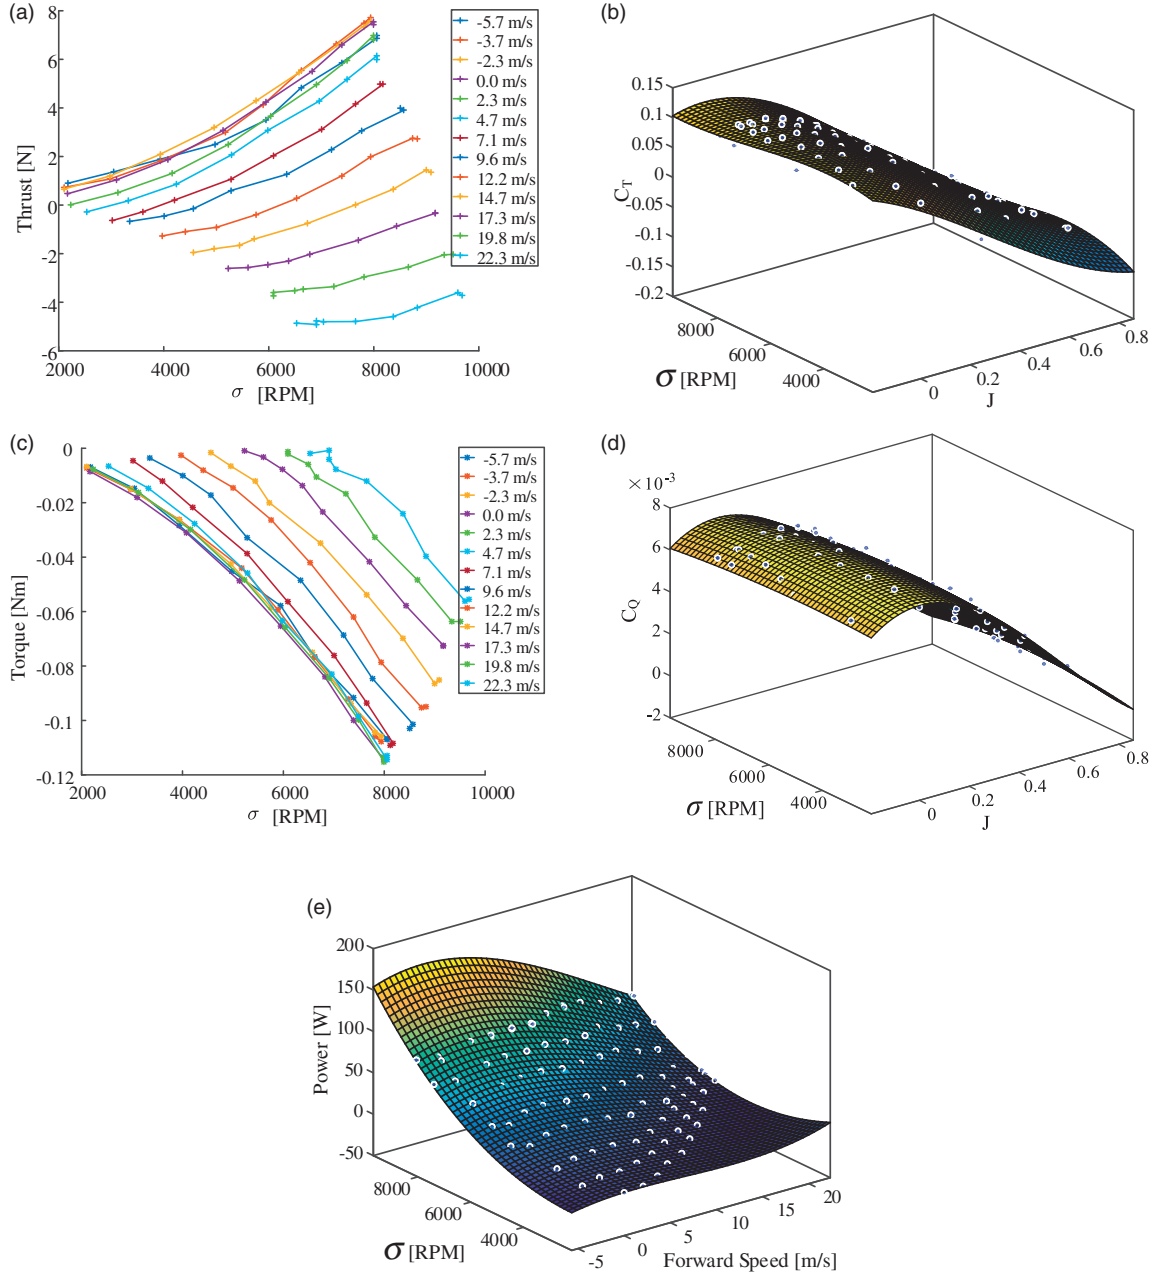 (a)
8
6
4
2
0
-2
-4
-6
Thrust [N]
2000
4000
6000
8000
10000
σ [RPM]
-5.7 m/s
-3.7 m/s
-2.3 m/s
0.0 m/s
2.3 m/s
4.7 m/s
7.1 m/s
9.6 m/s
12.2 m/s
14.7 m/s
17.3 m/s
19.8 m/s
22.3 m/s
(b)
0.15
0.1
0.05
0
-0.05
-0.1
-0.15
-0.2
C_T
8000
6000
4000
σ [RPM]
0
0.2
0.4
0.6
0.8
J
(c)
0
-0.02
-0.04
-0.06
-0.08
-0.1
-0.12
Torque [Nm]
2000
4000
6000
8000
10000
σ [RPM]
-5.7 m/s
-3.7 m/s
-2.3 m/s
0.0 m/s
2.3 m/s
4.7 m/s
7.1 m/s
9.6 m/s
12.2 m/s
14.7 m/s
17.3 m/s
19.8 m/s
22.3 m/s
(d)
×10⁻³
8
6
4
2
0
-2
C_Q
8000
6000
4000
σ [RPM]
0
0.2
0.4
0.6
0.8
J
(e)
200
150
100
50
0
-50
Power [W]
8000
6000
4000
σ [RPM]
-5
0
5
10
15
20
Forward Speed [m/s]